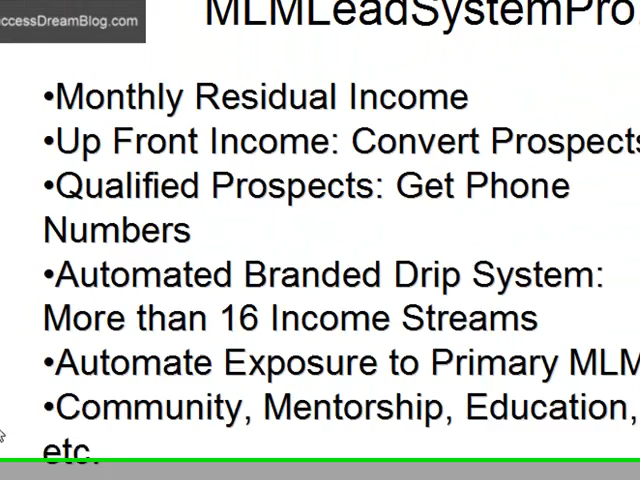 ccessDreamBlog.com
MLMLeadSystemPro
•Monthly Residual Income
•Up Front Income: Convert Prospects
•Qualified Prospects: Get Phone
Numbers
•Automated Branded Drip System:
More than 16 Income Streams
•Automate Exposure to Primary MLM
•Community, Mentorship, Education,
etc.